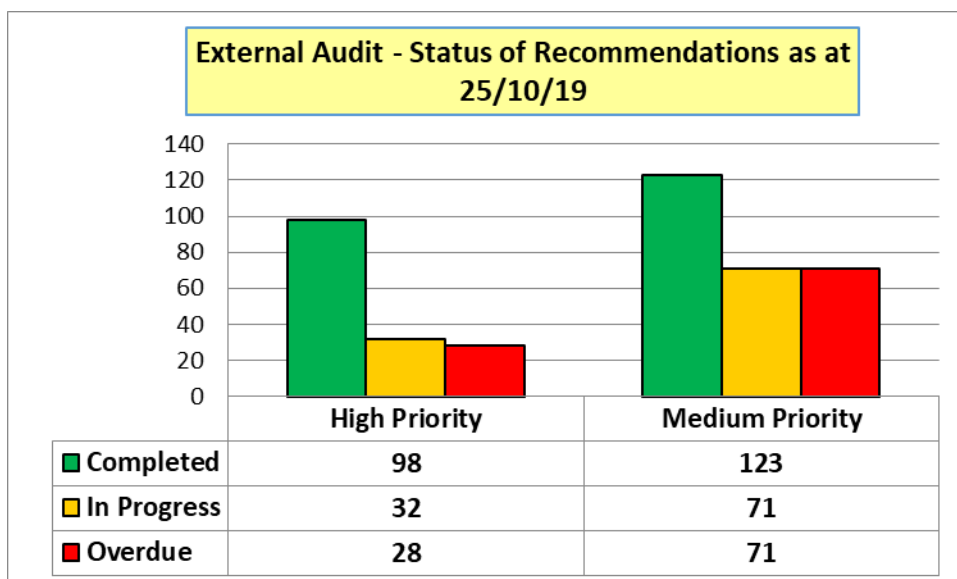 External Audit - Status of Recommendations as at
25/10/19
140
120
100
80
60
40
20
0
High Priority Medium Priority
Completed 98 123
In Progress 32 71
Overdue 28 71